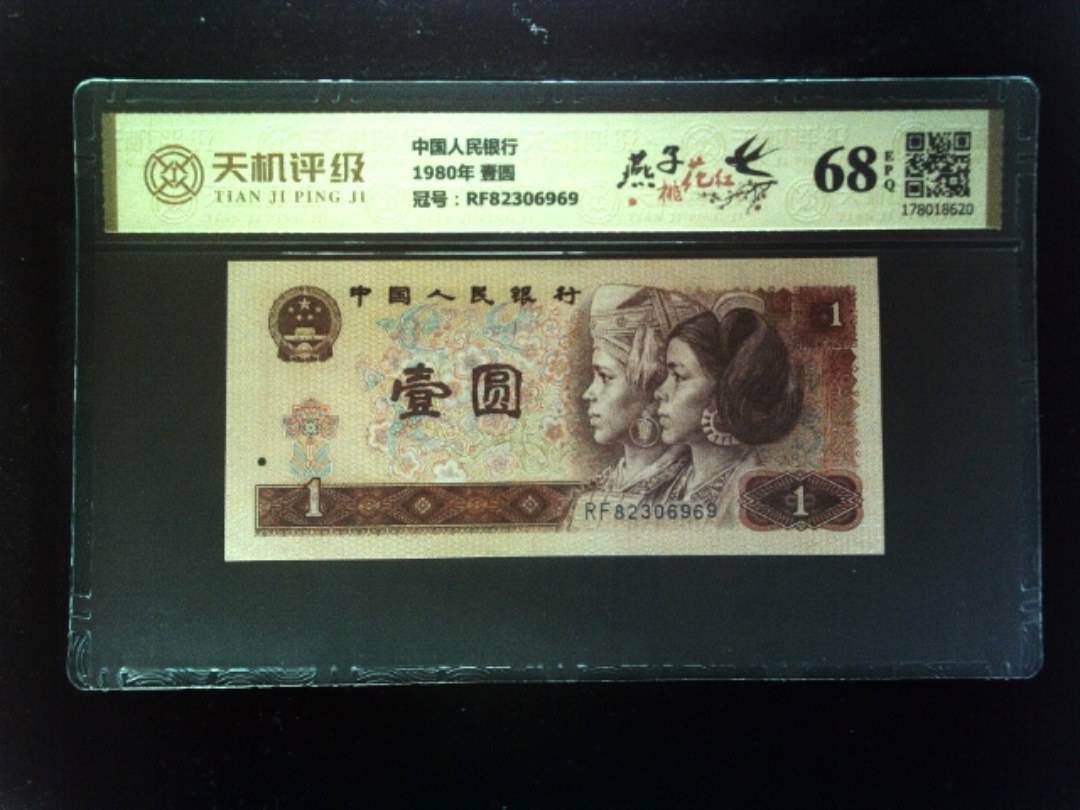 天机评级
TIAN JI PING JI
中国人民银行
1980年 壹圆
冠号：RF82306969
燕子
桃花红
68
EPQ
178018620
中国人民银行
1
壹圆
1
RF82306969
1